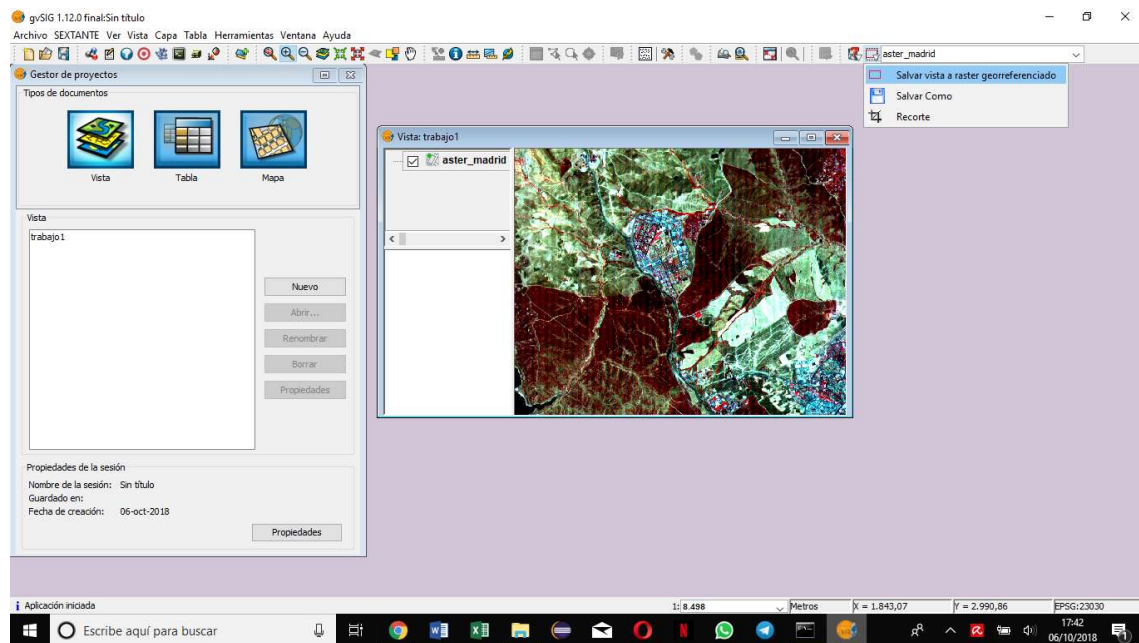 gvSIG 1.12.0 final:Sin título
Archivo SEXTANTE Ver Vista Capa Tabla Herramientas Ventana Ayuda
aster_madrid
Salvar vista a raster georreferenciado
Salvar Como
Recorte
Gestor de proyectos
Tipos de documentos
Vista Tabla Mapa
Vista
trabajo1
Nuevo
Abrir...
Renombrar
Borrar
Propiedades
Propiedades de la sesión
Nombre de la sesión: Sin título
Guardado en:
Fecha de creación: 06-oct-2018
Propiedades
Vista: trabajo1
aster_madrid
Aplicación iniciada
1: 8.498 Metros X = 1.843,07 Y = 2.990,86 EPSG:23030
Escribe aquí para buscar
17:42
06/10/2018